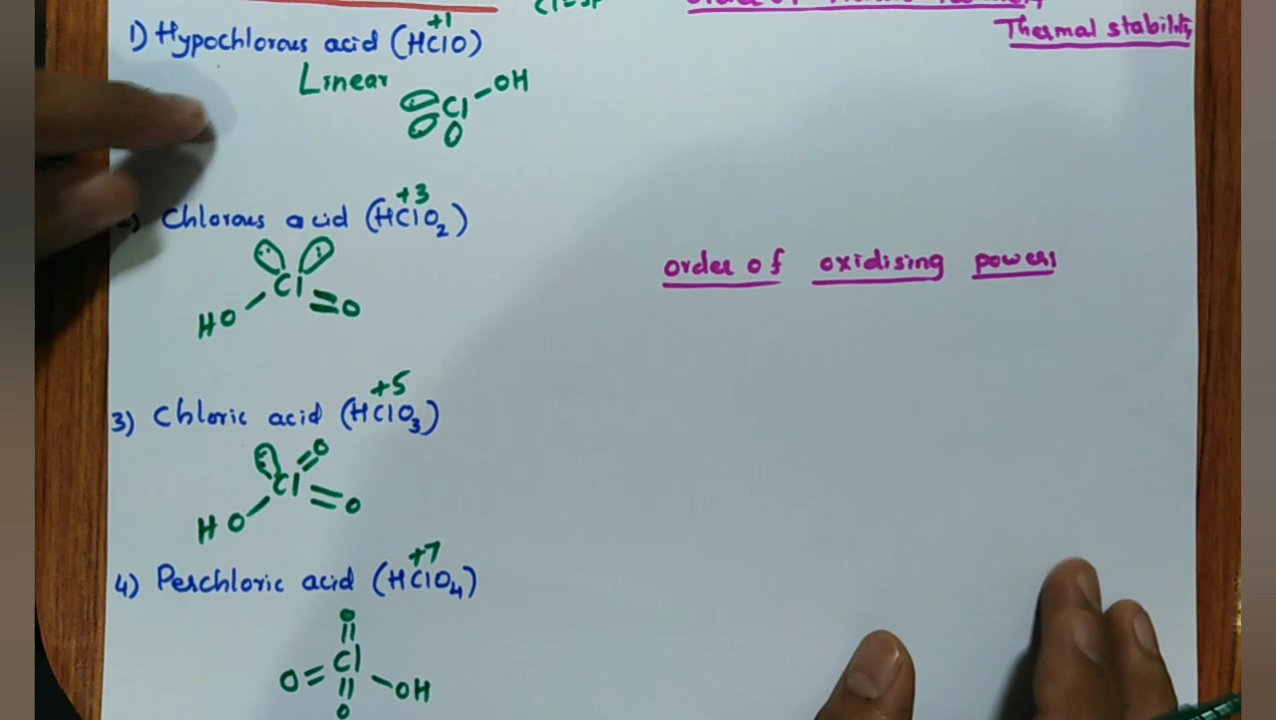 Thermal stability
1) Hypochlorous acid (HClO)
+1
Linear
Cl
OH
Chlorous acid (HClO2)
+3
Cl
HO
O
order of oxidising powers
3) Chloric acid (HClO3)
+5
O
Cl
O
HO
4) Perchloric acid (HClO4)
+7
O
Cl
O
OH
O